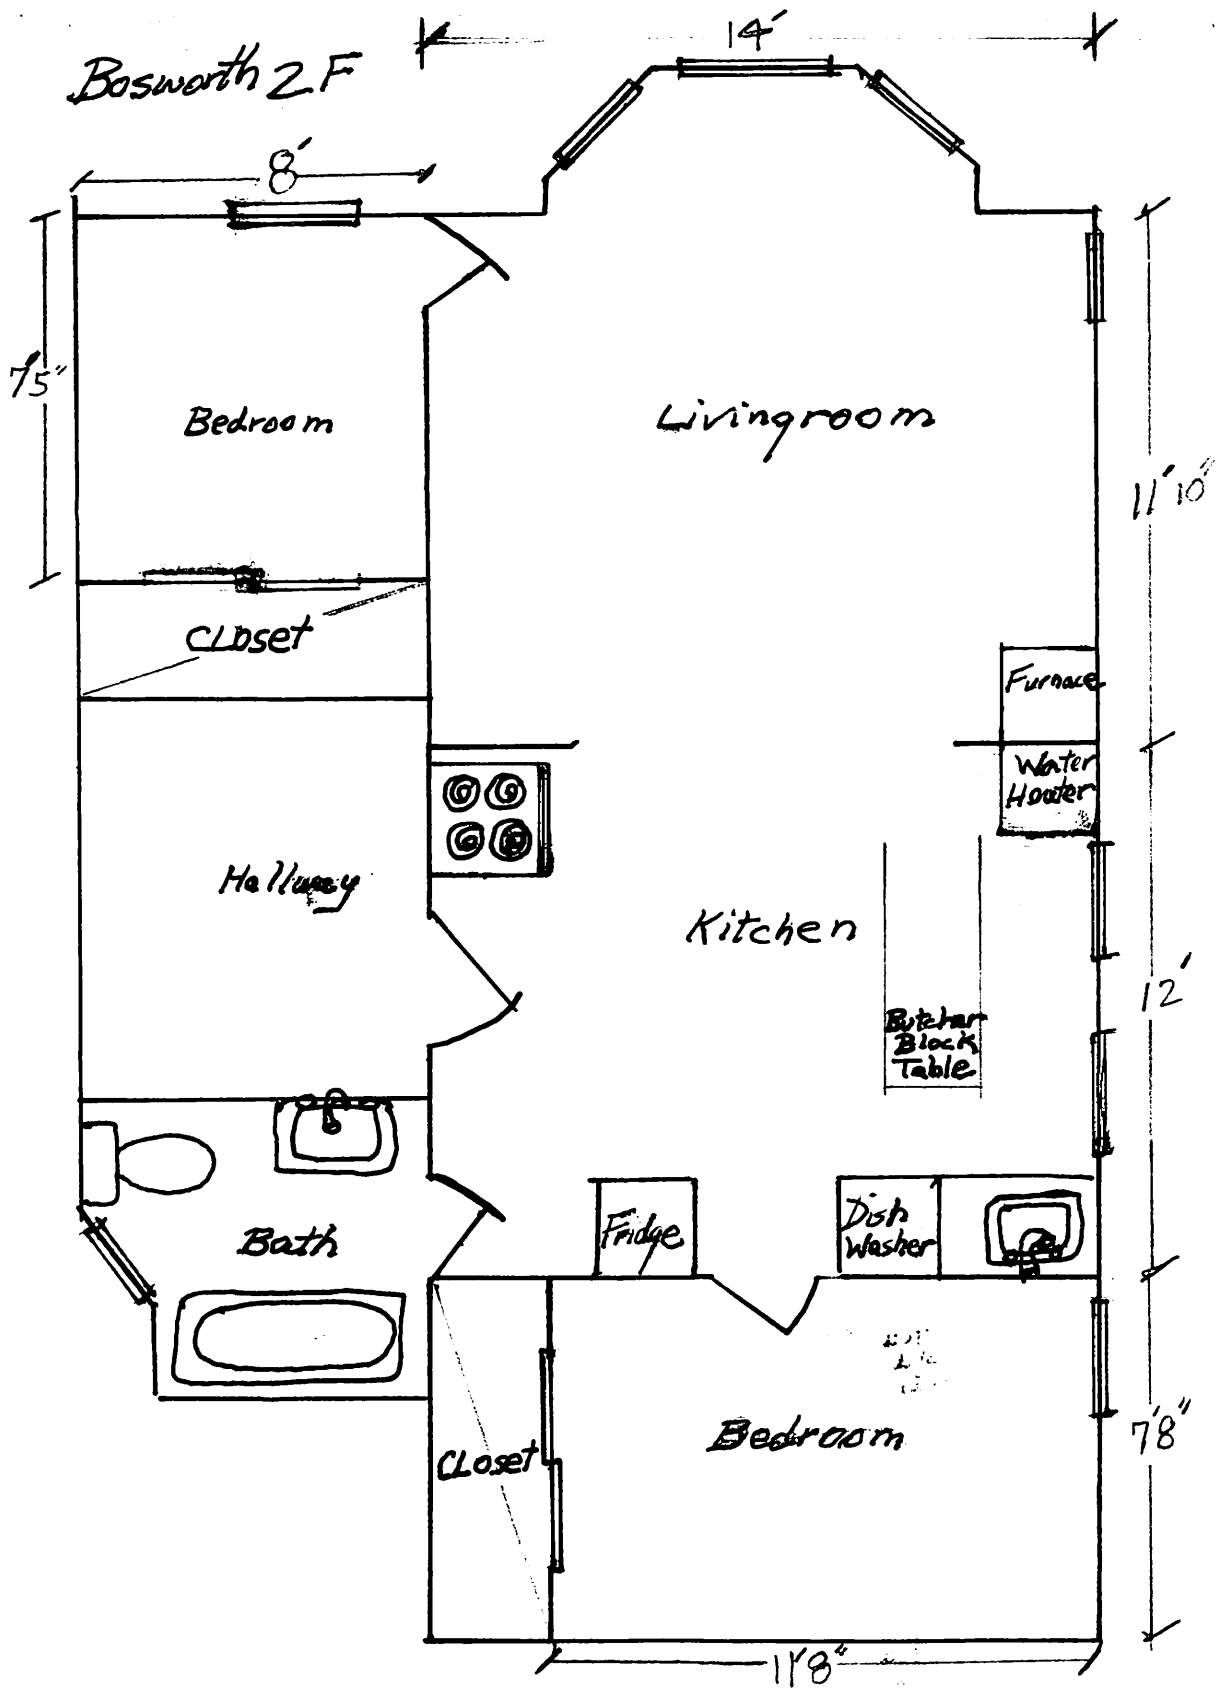 14'
Bosworth 2F
8'
7'5"
Bedroom
Livingroom
11'10"
Closet
Furnace
Water
Heater
Hallway
Kitchen
12'
Butcher
Block
Table
Bath
Fridge
Dish
Washer
Closet
Bedroom
7'8"
11'8"